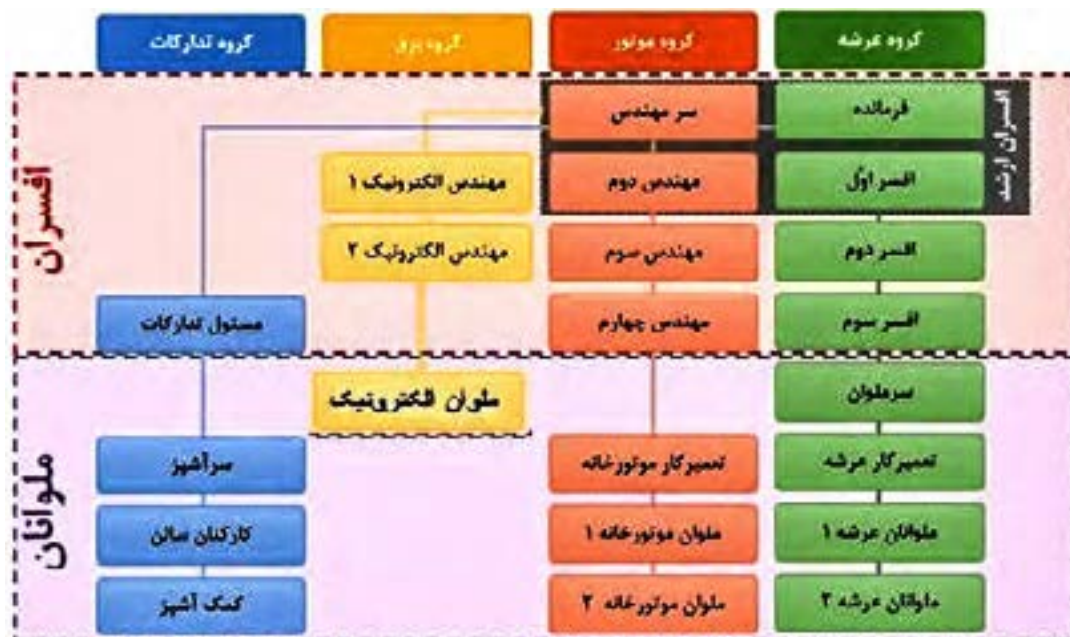 گروه عرشه
گروه موتور
گروه برق
گروه تدارکات
افسران ارشد
افسران
فرمانده
سر مهندس
افسر اوّل
مهندس دوم
مهندس الکترونیک ۱
افسر دوم
مهندس سوم
مهندس الکترونیک ۲
افسر سوم
مهندس چهارم
مسئول تدارکات
ملوانان
سرملوان
ملوان الکترونیک
تعمیرکار عرشه
تعمیرکار موتورخانه
سرآشپز
ملوانان عرشه ۱
ملوان موتورخانه ۱
کارکنان سالن
ملوانان عرشه ۲
ملوان موتورخانه ۲
کمک آشپز